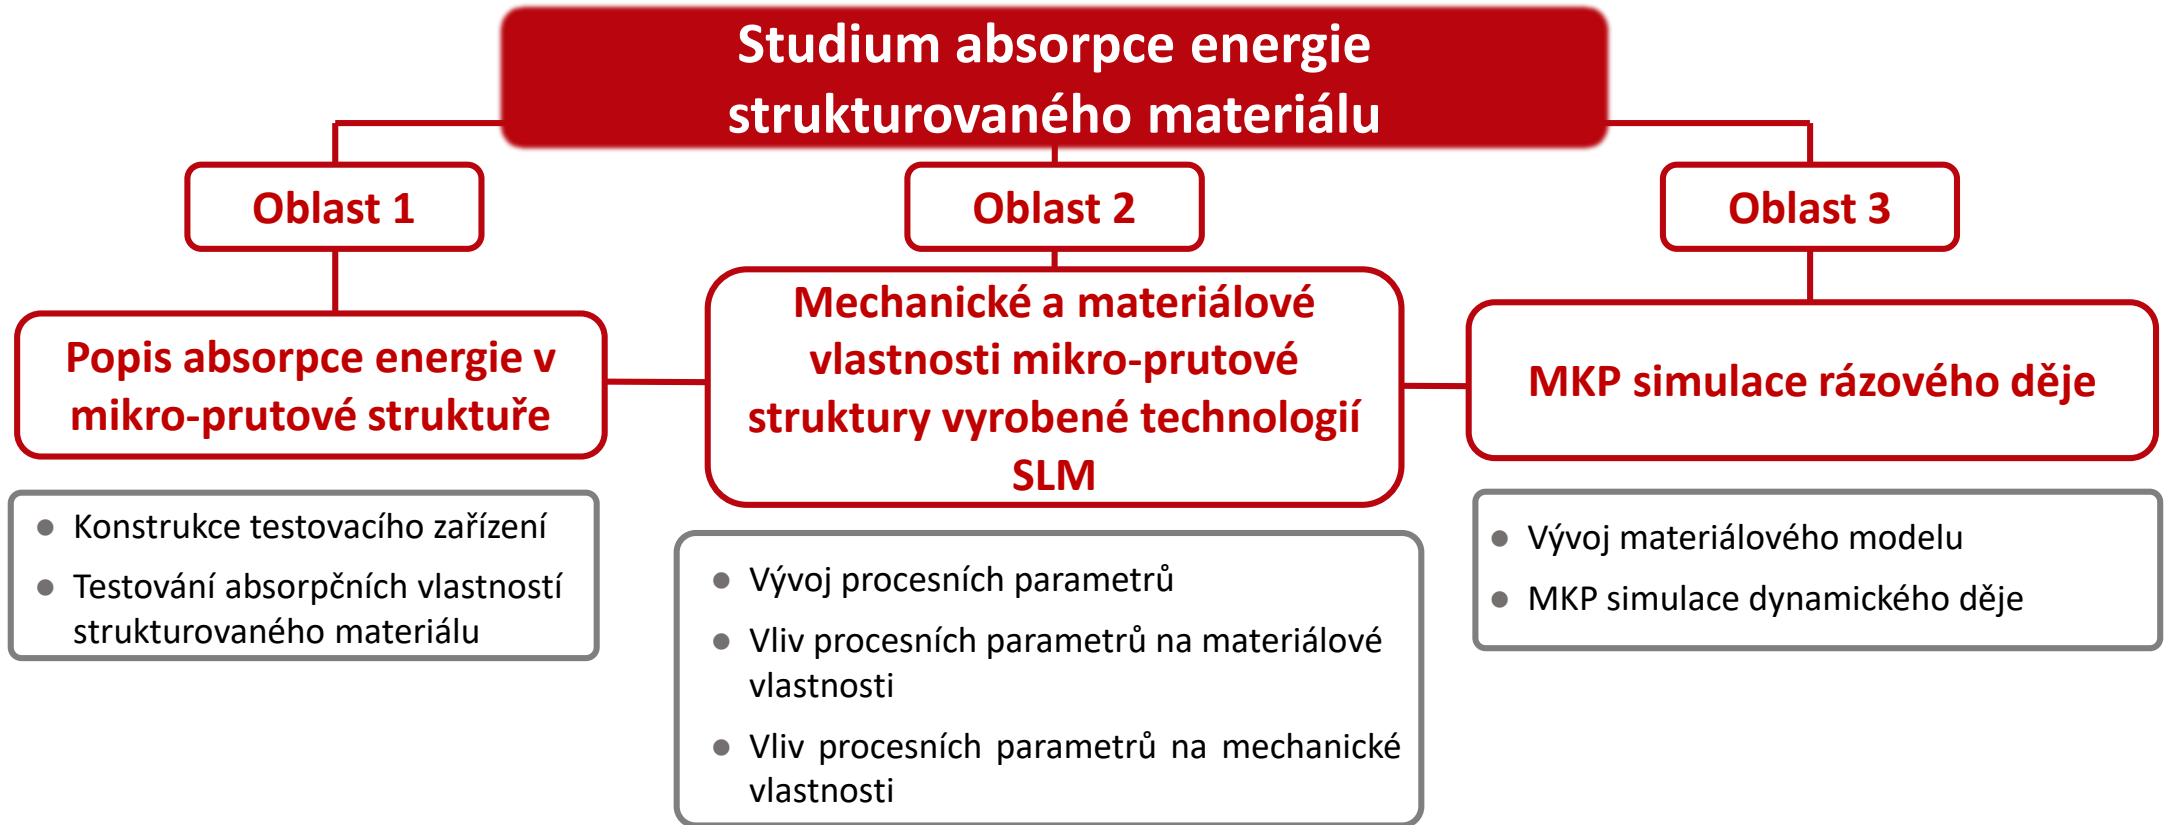 Studium absorpce energie
strukturovaného materiálu
Oblast 1
Oblast 2
Oblast 3
Popis absorpce energie v
mikro-prutové struktuře
Mechanické a materiálové
vlastnosti mikro-prutové
struktury vyrobené technologií
SLM
MKP simulace rázového děje
● Konstrukce testovacího zařízení
● Testování absorpčních vlastností
strukturovaného materiálu
● Vývoj procesních parametrů
● Vliv procesních parametrů na materiálové
vlastnosti
● Vliv procesních parametrů na mechanické
vlastnosti
● Vývoj materiálového modelu
● MKP simulace dynamického děje